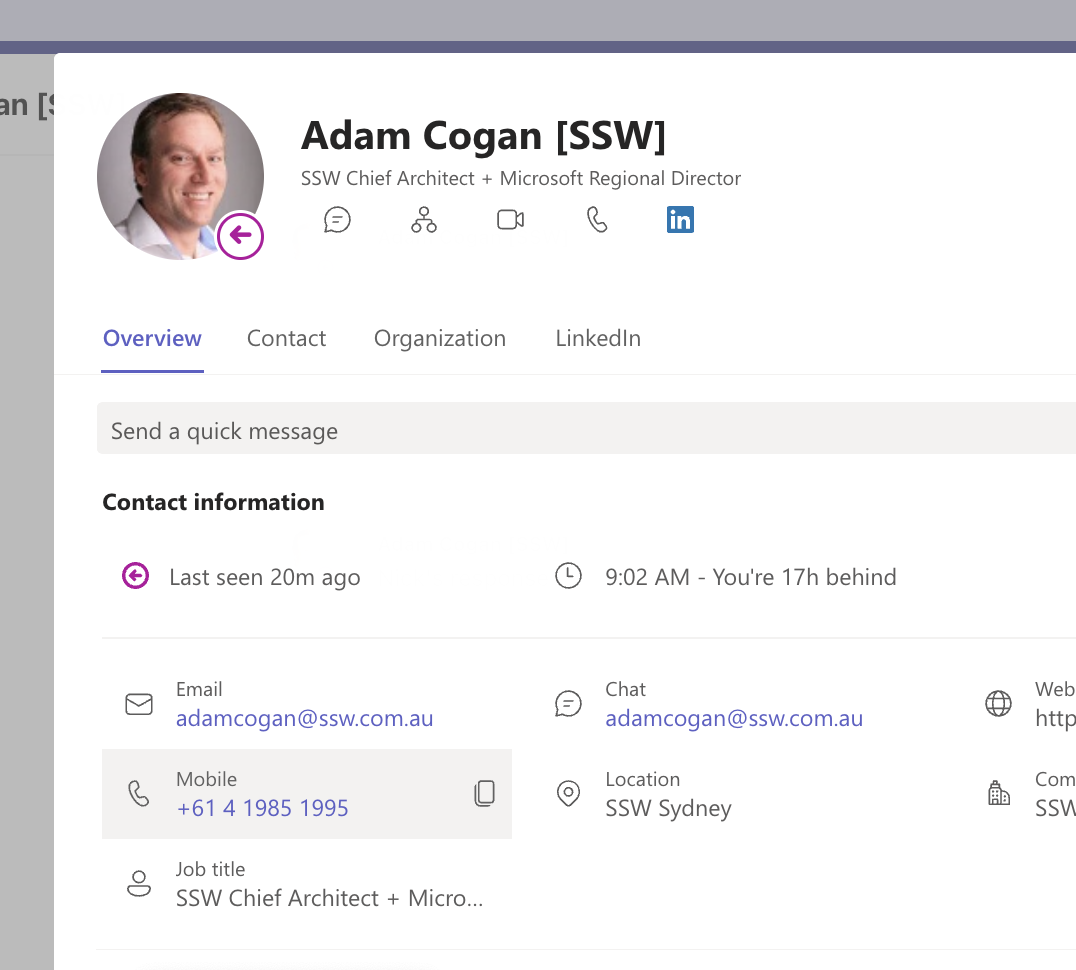 an [S
Adam Cogan [SSW]
SSW Chief Architect + Microsoft Regional Director
in
Overview Contact Organization LinkedIn
Send a quick message
Contact information
Last seen 20m ago
9:02 AM - You're 17h behind
Email
adamcogan@ssw.com.au
Chat
adamcogan@ssw.com.au
Web
http
Mobile
+61 4 1985 1995
Location
SSW Sydney
Com
SSW
Job title
SSW Chief Architect + Micro...